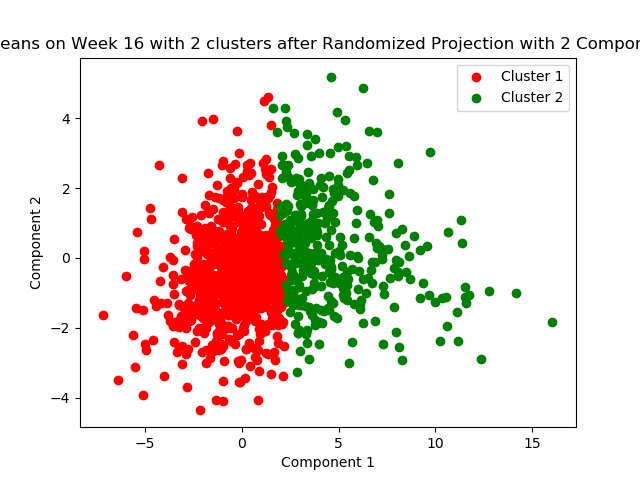 eans on Week 16 with 2 clusters after Randomized Projection with 2 Compon
Cluster 1
Cluster 2
4
2
0
−2
−4
Component 2
−5
0
5
10
15
Component 1